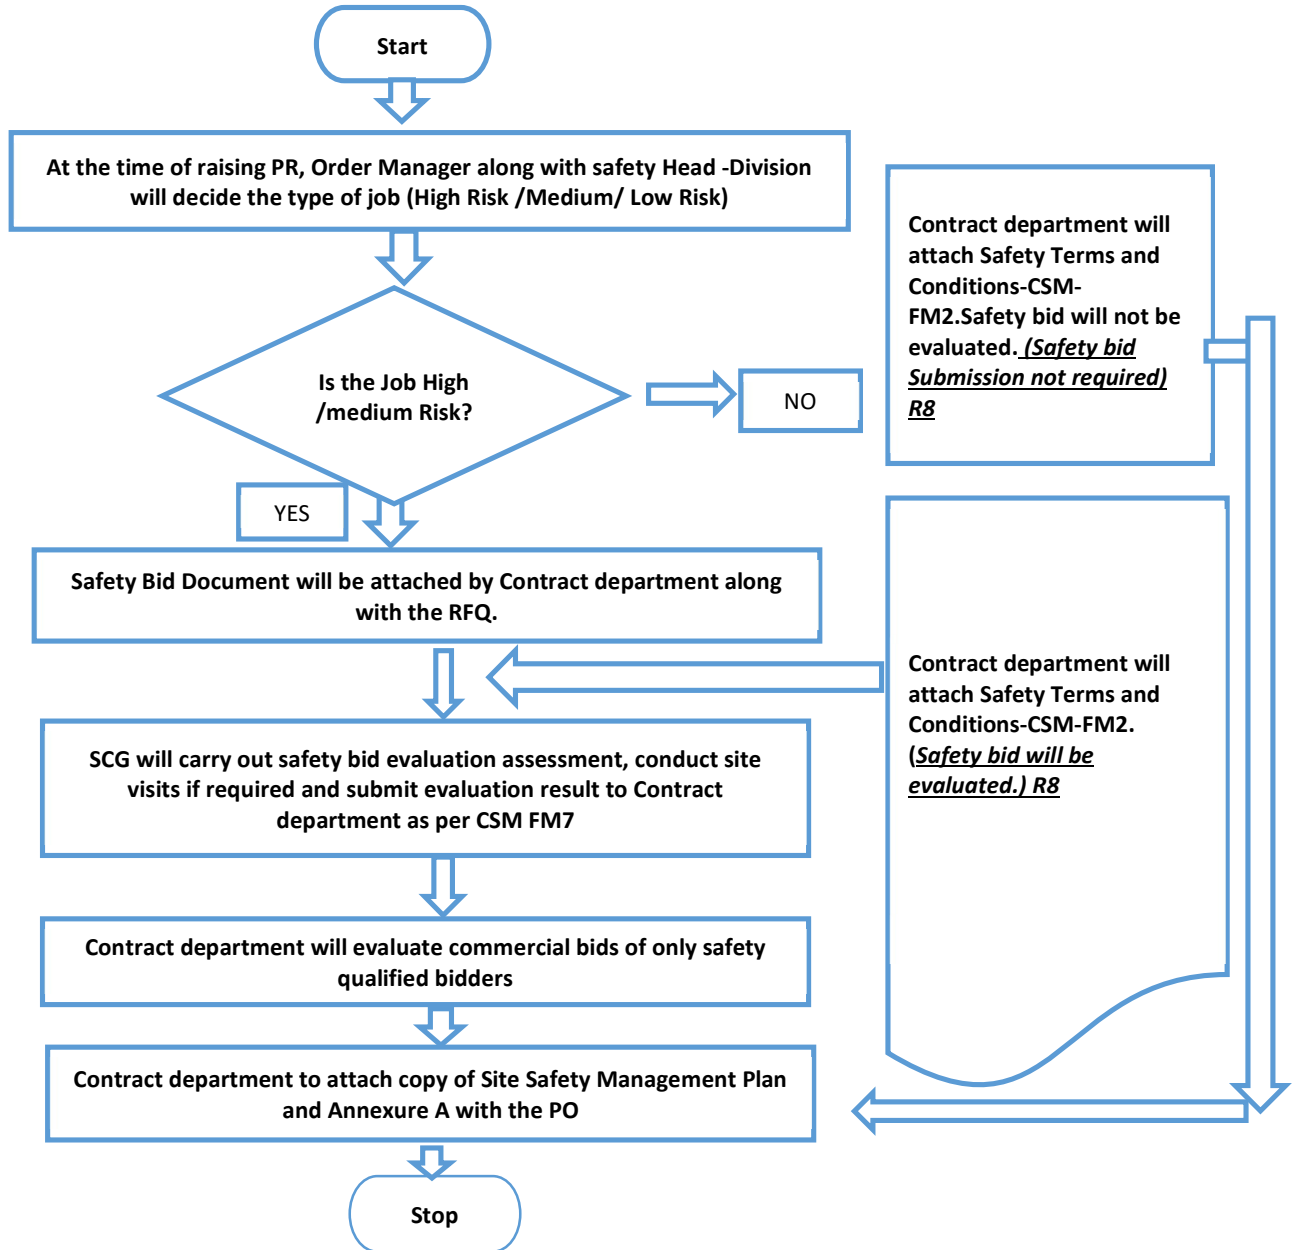 Start
At the time of raising PR, Order Manager along with safety Head -Division
will decide the type of job (High Risk /Medium/ Low Risk)
Is the Job High
/medium Risk?
NO
Contract department will
attach Safety Terms and
Conditions-CSM-
FM2.Safety bid will not be
evaluated. (Safety bid
Submission not required)
R8
YES
Safety Bid Document will be attached by Contract department along
with the RFQ.
Contract department will
attach Safety Terms and
Conditions-CSM-FM2.
(Safety bid will be
evaluated.) R8
SCG will carry out safety bid evaluation assessment, conduct site
visits if required and submit evaluation result to Contract
department as per CSM FM7
Contract department will evaluate commercial bids of only safety
qualified bidders
Contract department to attach copy of Site Safety Management Plan
and Annexure A with the PO
Stop